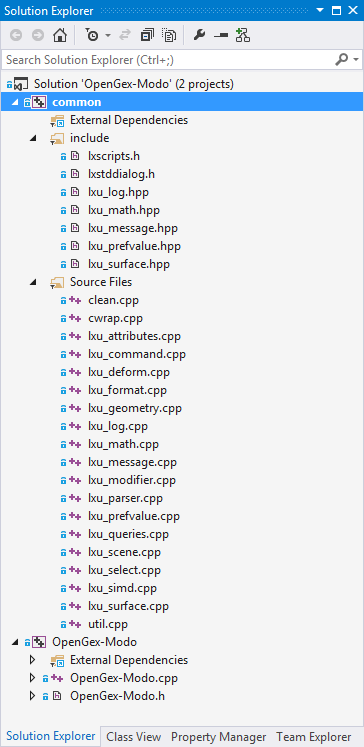 Solution Explorer
Search Solution Explorer (Ctrl+;)
Solution 'OpenGex-Modo' (2 projects)
common
External Dependencies
include
lxscripts.h
lxstddialog.h
lxu_log.hpp
lxu_math.hpp
lxu_message.hpp
lxu_prefvalue.hpp
lxu_surface.hpp
Source Files
clean.cpp
cwrap.cpp
lxu_attributes.cpp
lxu_command.cpp
lxu_deform.cpp
lxu_format.cpp
lxu_geometry.cpp
lxu_log.cpp
lxu_math.cpp
lxu_message.cpp
lxu_modifier.cpp
lxu_parser.cpp
lxu_prefvalue.cpp
lxu_queries.cpp
lxu_scene.cpp
lxu_select.cpp
lxu_simd.cpp
lxu_surface.cpp
util.cpp
OpenGex-Modo
External Dependencies
OpenGex-Modo.cpp
OpenGex-Modo.h
Solution Explorer Class View Property Manager Team Explorer